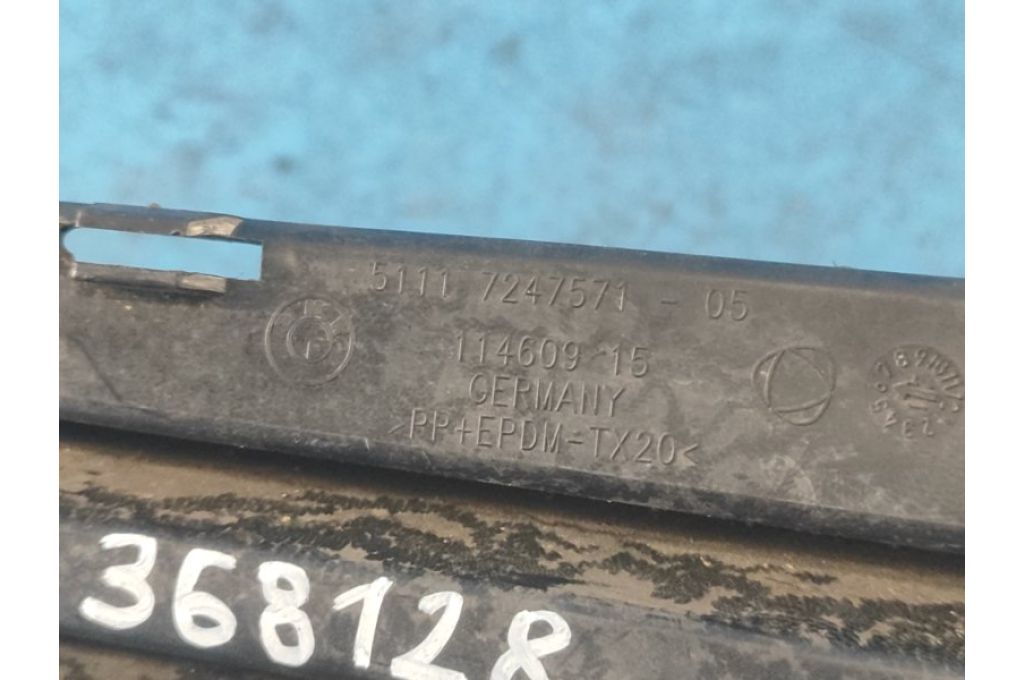 5111 7247571 - 05
114609 15
GERMANY
>PP+EPDM-TX20<
368128